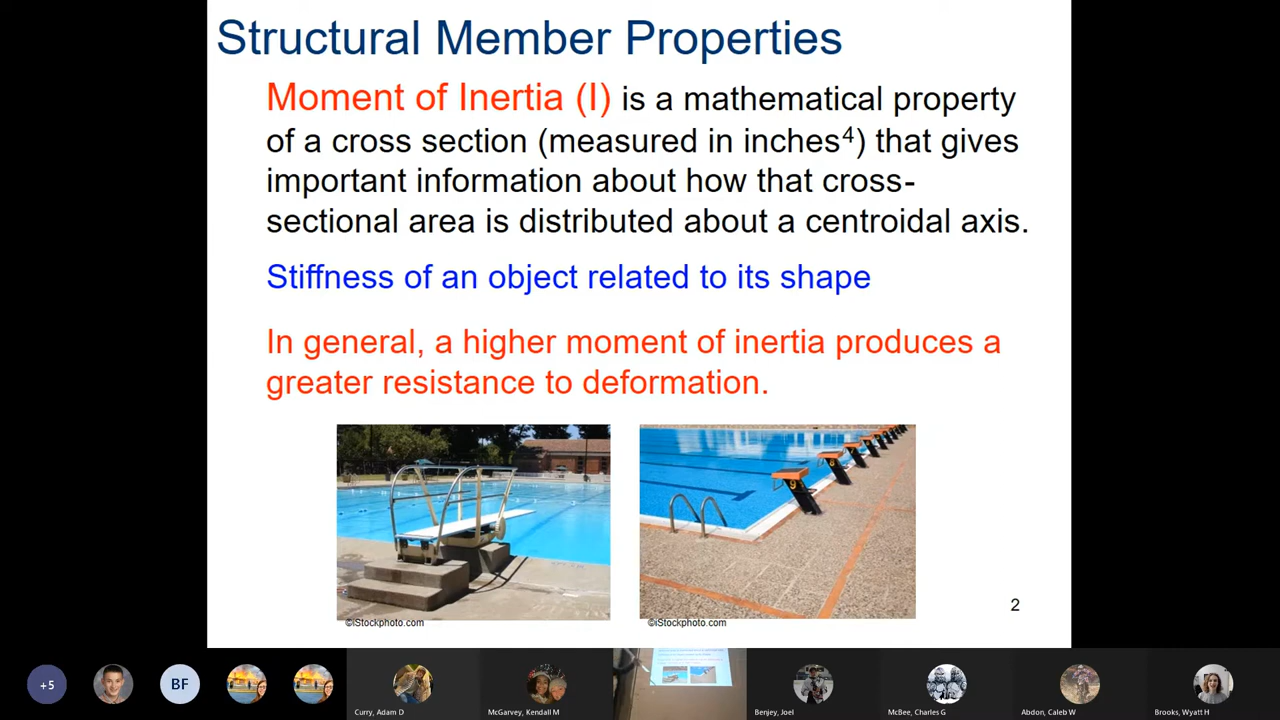 Structural Member Properties
Moment of Inertia (I) is a mathematical property
of a cross section (measured in inches⁴) that gives
important information about how that cross-
sectional area is distributed about a centroidal axis.
Stiffness of an object related to its shape
In general, a higher moment of inertia produces a
greater resistance to deformation.
9
8
©iStockphoto.com
©iStockphoto.com
2
+5
BF
Curry, Adam D
McGarvey, Kendall M
Benjey, Joel
McBee, Charles G
Abdon, Caleb W
Brooks, Wyatt H